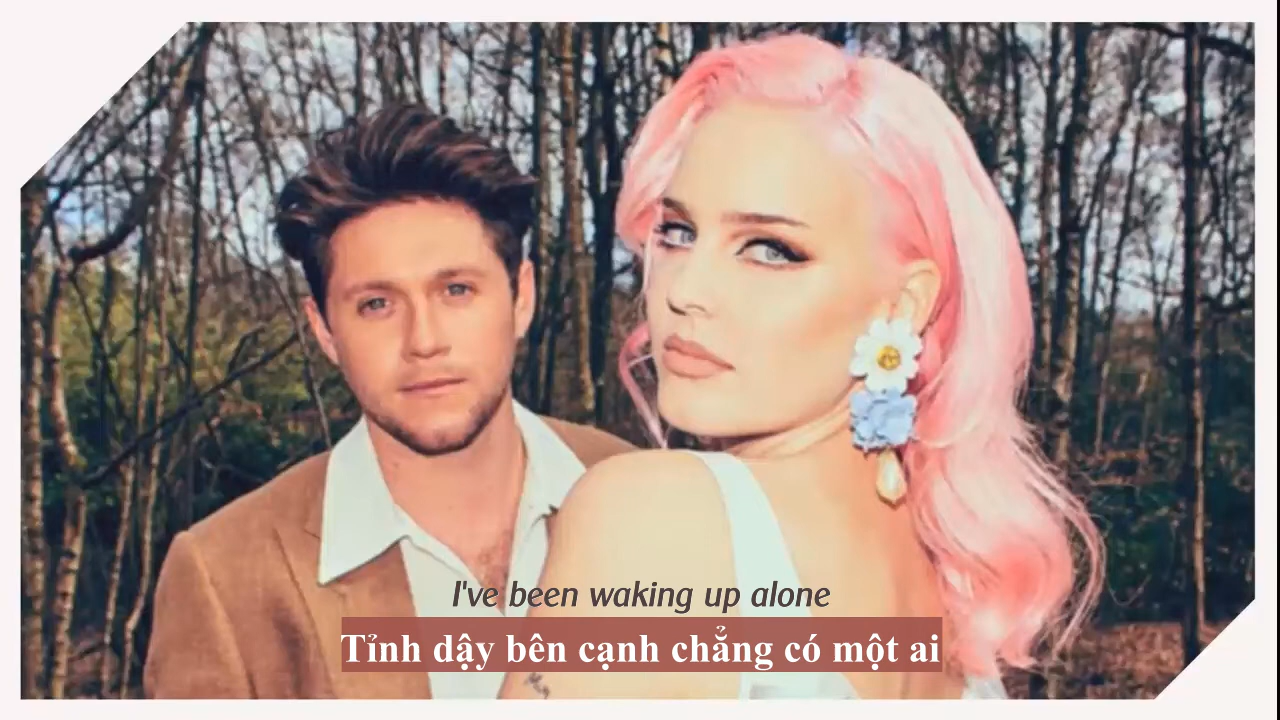 I've been waking up alone
Tỉnh dậy bên cạnh chẳng có một ai